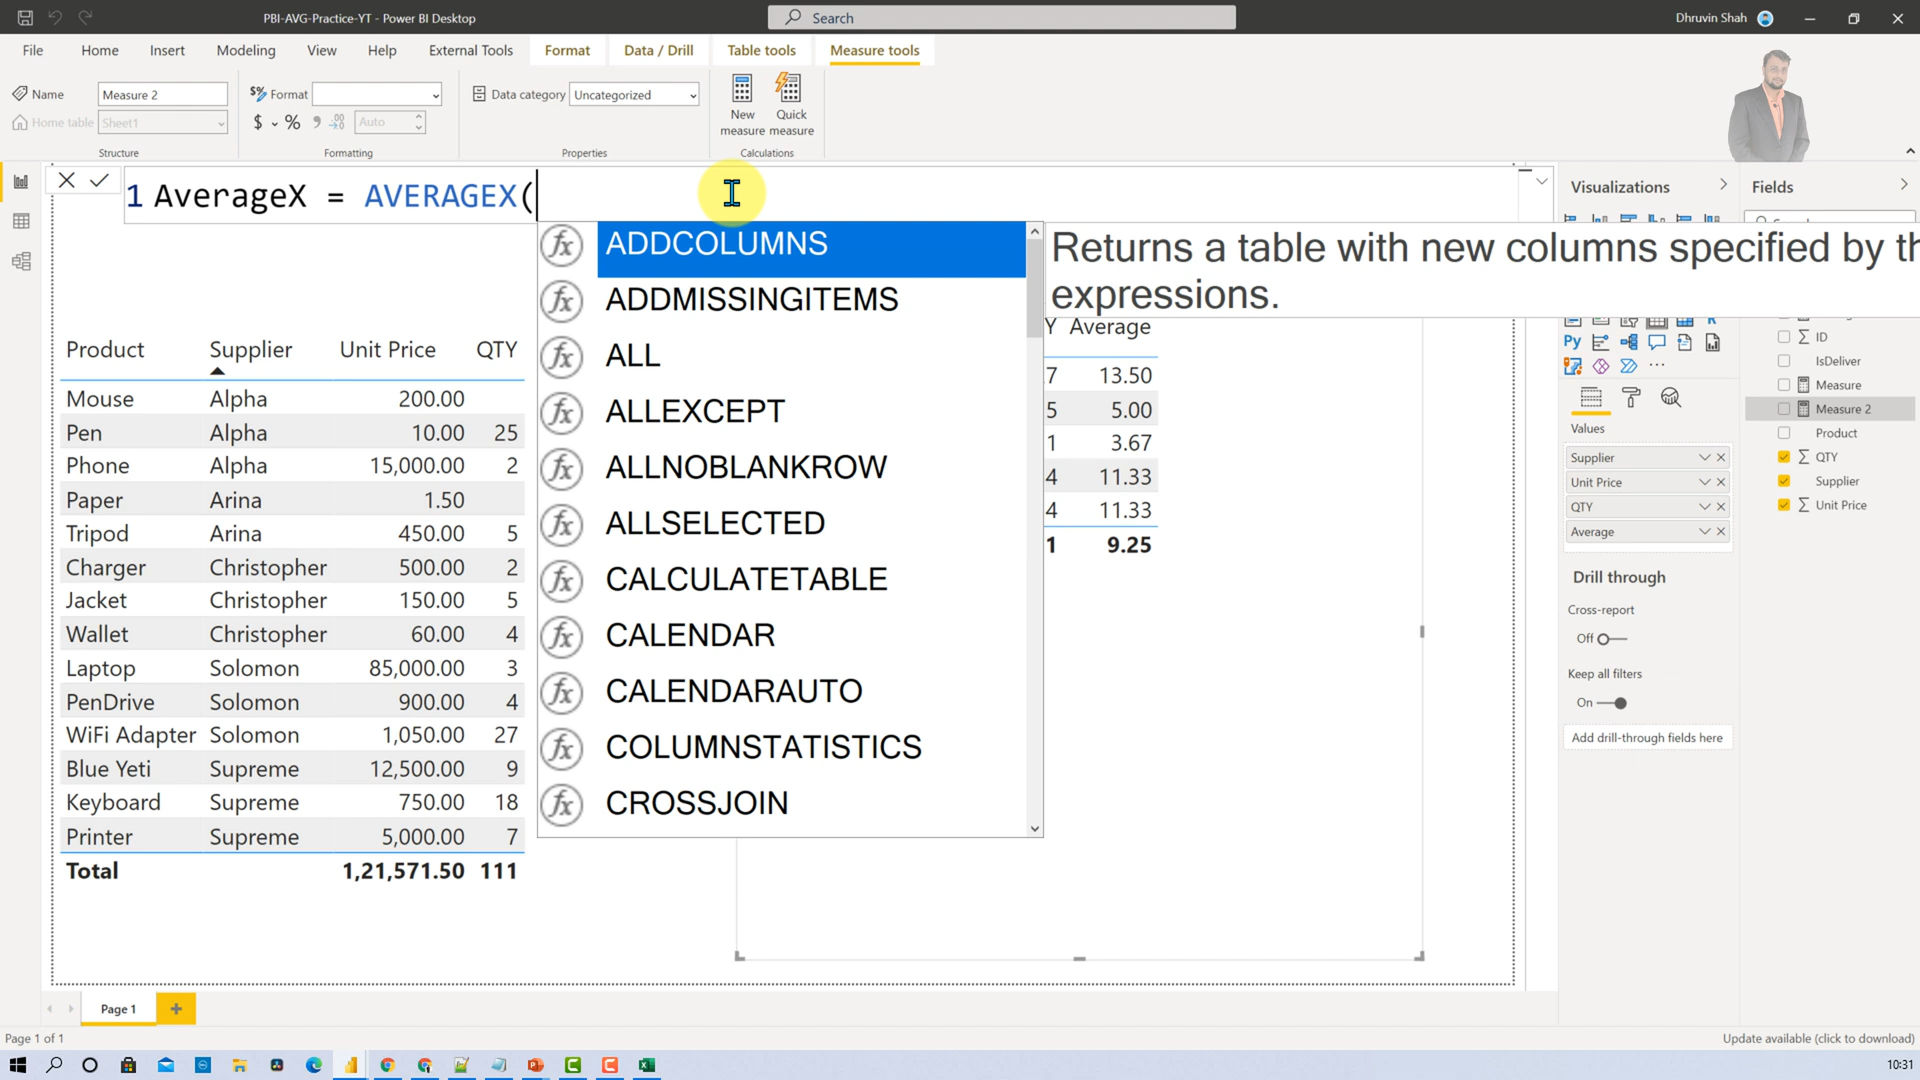 PBI-AVG-Practice-YT - Power BI Desktop
Search
Dhruvin Shah
File Home Insert Modeling View Help External Tools Format Data / Drill Table tools Measure tools
Name Measure 2
Home table Sheet1
Structure
Format
$ % Auto
Formatting
Data category Uncategorized
Properties
New measure
Quick measure
Calculations
1 AverageX = AVERAGEX(
ADDCOLUMNS
ADDMISSINGITEMS
ALL
ALLEXCEPT
ALLNOBLANKROW
ALLSELECTED
CALCULATETABLE
CALENDAR
CALENDARAUTO
COLUMNSTATISTICS
CROSSJOIN
Returns a table with new columns specified by th
expressions.
Product Supplier Unit Price QTY
Mouse Alpha 200.00
Pen Alpha 10.00 25
Phone Alpha 15,000.00 2
Paper Arina 1.50
Tripod Arina 450.00 5
Charger Christopher 500.00 2
Jacket Christopher 150.00 5
Wallet Christopher 60.00 4
Laptop Solomon 85,000.00 3
PenDrive Solomon 900.00 4
WiFi Adapter Solomon 1,050.00 27
Blue Yeti Supreme 12,500.00 9
Keyboard Supreme 750.00 18
Printer Supreme 5,000.00 7
Total 1,21,571.50 111
Y Average
7 13.50
5 5.00
1 3.67
4 11.33
4 11.33
1 9.25
Visualizations
Py
Values
Supplier
Unit Price
QTY
Average
Drill through
Cross-report
Off
Keep all filters
On
Add drill-through fields here
Fields
ID
IsDeliver
Measure
Measure 2
Product
QTY
Supplier
Unit Price
Page 1
Page 1 of 1
Update available (click to download)
10:31